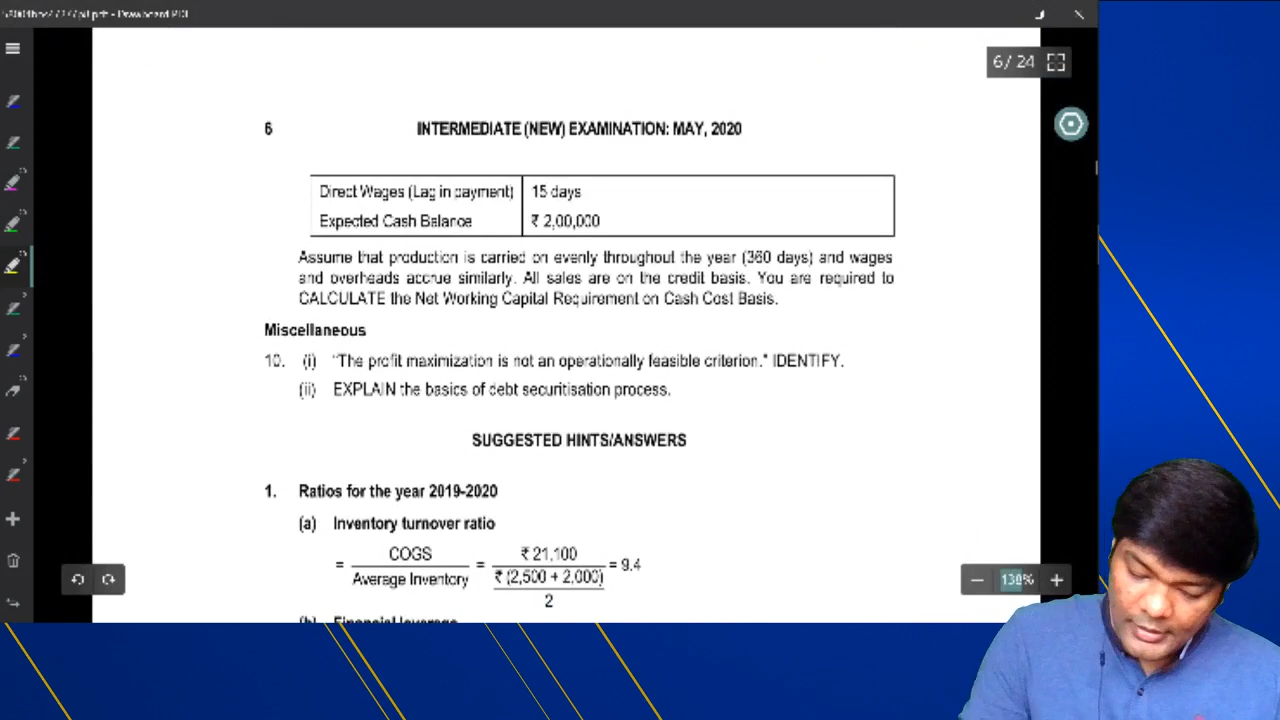 6/24
6 INTERMEDIATE (NEW) EXAMINATION: MAY, 2020
Direct Wages (Lag in payment) 15 days
Expected Cash Balance ₹ 2,00,000
Assume that production is carried on evenly throughout the year (360 days) and wages
and overheads accrue similarly. All sales are on the credit basis. You are required to
CALCULATE the Net Working Capital Requirement on Cash Cost Basis.
Miscellaneous
10. (i) "The profit maximization is not an operationally feasible criterion." IDENTIFY.
(ii) EXPLAIN the basics of debt securitisation process.
SUGGESTED HINTS/ANSWERS
1. Ratios for the year 2019-2020
(a) Inventory turnover ratio
COGS ₹ 21,100
= = = 9.4
Average Inventory ₹ (2,500 + 2,000)
2
(b) Financial leverage
138%